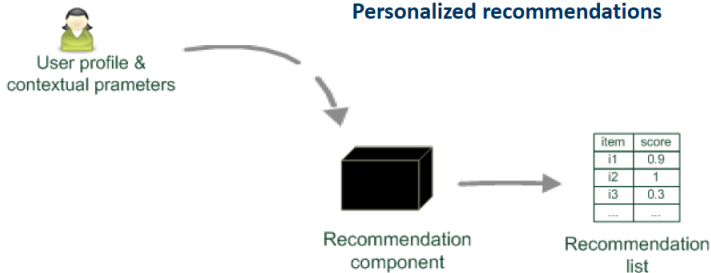 Personalized recommendations
User profile &
contextual prameters
item score
i1 0.9
i2 1
i3 0.3
... ...
Recommendation
component
Recommendation
list